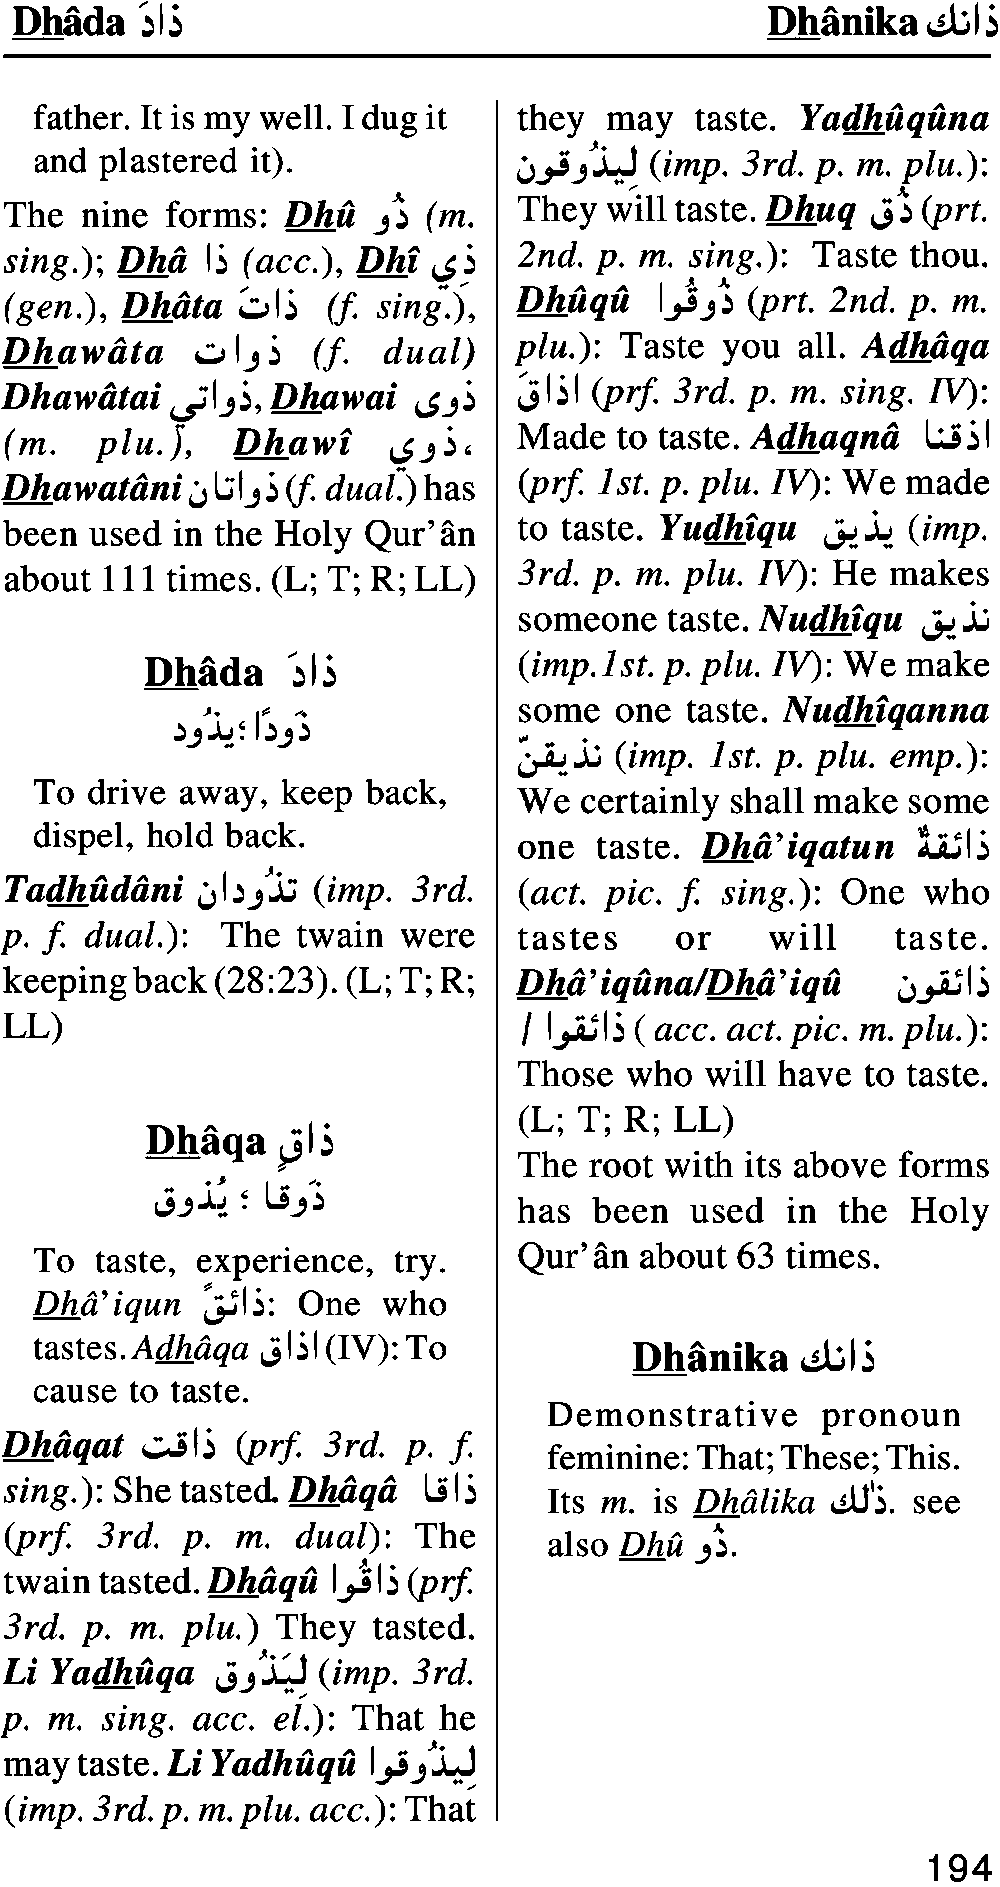 Dhâda ذادَ
Dhânika ذانك
father. It is my well. I dug it
and plastered it).
The nine forms: Dhû ذُو (m.
sing.); Dhâ ذا (acc.), Dhî ذِي
(gen.), Dhâta ذاتَ (f. sing.),
Dhawâta ذوات (f. dual)
Dhawâtai ذواتي, Dhawai ذوى
(m. plu.), Dhawî ذوي،
Dhawatâni ذواتان (f. dual.) has
been used in the Holy Qur’ân
about 111 times. (L; T; R; LL)
Dhâda ذادَ
ذَودًا؛ يذُود
To drive away, keep back,
dispel, hold back.
Tadhûdâni تذُودان (imp. 3rd.
p. f. dual.): The twain were
keeping back (28:23). (L; T; R;
LL)
Dhâqa ذاقٍ
ذَوقا ؛ يُذوق
To taste, experience, try.
Dhâ’iqun ذائقً: One who
tastes. Adhâqa اذاق (IV): To
cause to taste.
Dhâqat ذاقت (prf. 3rd. p. f.
sing.): She tasted. Dhâqâ ذاقا
(prf. 3rd. p. m. dual): The
twain tasted. Dhâqû ذاقُوا (prf.
3rd. p. m. plu.) They tasted.
Li Yadhûqa لِيَذُوق (imp. 3rd.
p. m. sing. acc. el.): That he
may taste. Li Yadhûqû لِيذُوقوا
(imp. 3rd. p. m. plu. acc.): That
they may taste. Yadhûqûna
لِيذُوقون (imp. 3rd. p. m. plu.):
They will taste. Dhuq ذُق (prt.
2nd. p. m. sing.): Taste thou.
Dhûqû ذُوقُوا (prt. 2nd. p. m.
plu.): Taste you all. Adhâqa
اذاقَ (prf. 3rd. p. m. sing. IV):
Made to taste. Adhaqnâ اذقنا
(prf. 1st. p. plu. IV): We made
to taste. Yudhîqu يذيق (imp.
3rd. p. m. plu. IV): He makes
someone taste. Nudhîqu نذيق
(imp.1st. p. plu. IV): We make
some one taste. Nudhîqanna
نذيقنّ (imp. 1st. p. plu. emp.):
We certainly shall make some
one taste. Dhâ’iqatun ذائقةٌ
(act. pic. f. sing.): One who
tastes or will taste.
Dhâ’iqûna/Dhâ’iqû ذائقون
/ ذائقوا ( acc. act. pic. m. plu.):
Those who will have to taste.
(L; T; R; LL)
The root with its above forms
has been used in the Holy
Qur’ân about 63 times.
Dhânika ذانك
Demonstrative pronoun
feminine: That; These; This.
Its m. is Dhâlika ذٰلك. see
also Dhû ذُو.
194